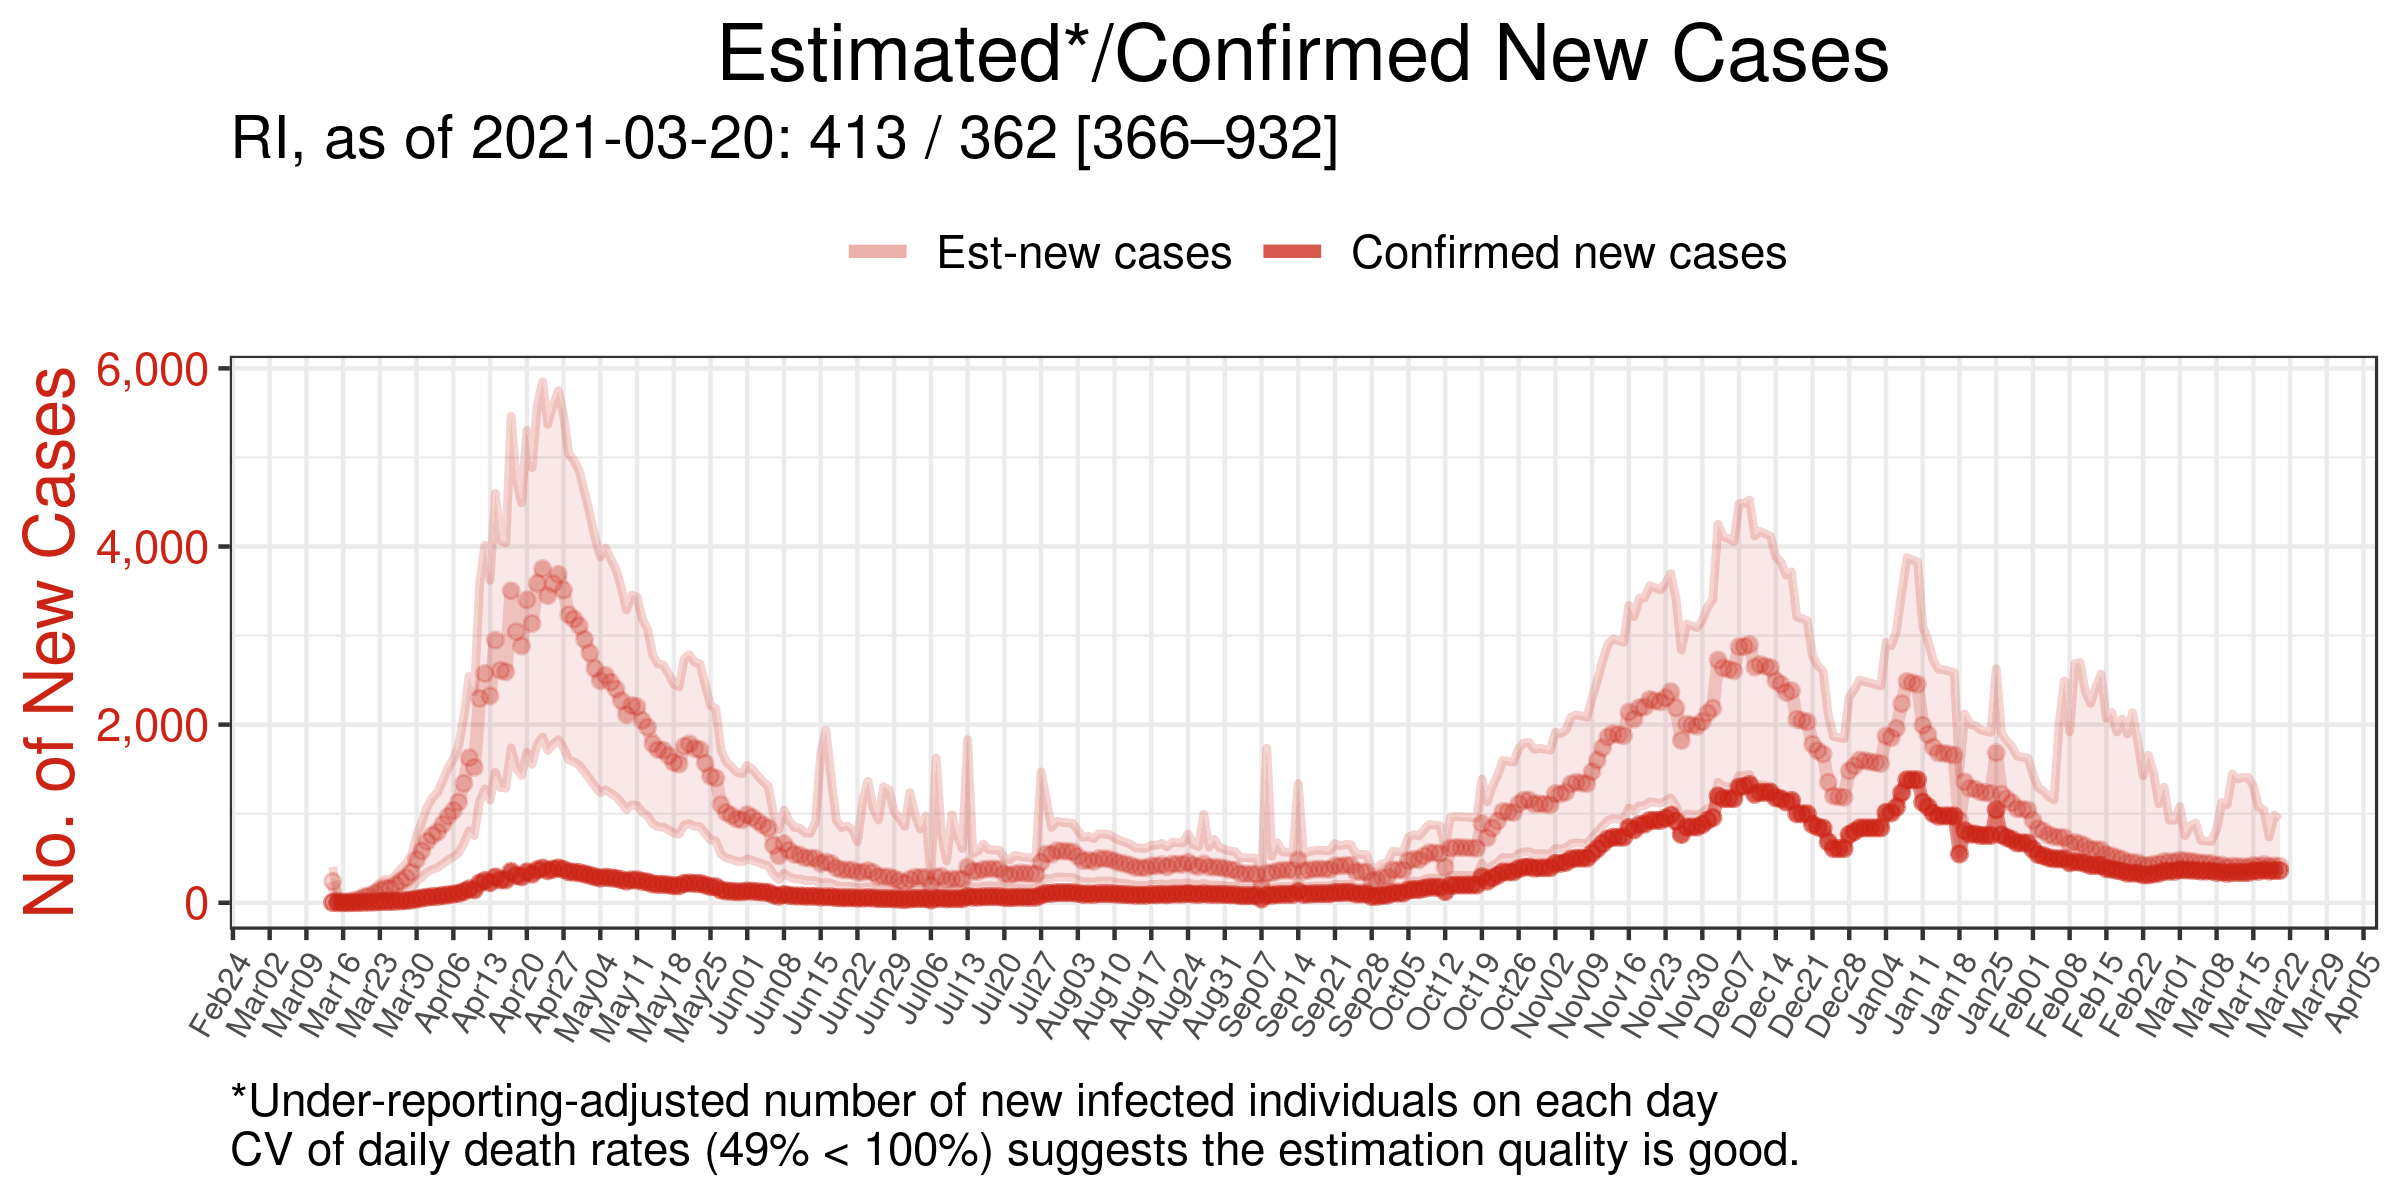 Estimated*/Confirmed New Cases
RI, as of 2021-03-20: 413 / 362 [366–932]
Est-new cases Confirmed new cases
No. of New Cases
6,000
4,000
2,000
0
Feb24 Mar02 Mar09 Mar16 Mar23 Mar30 Apr06 Apr13 Apr20 Apr27 May04 May11 May18 May25 Jun01 Jun08 Jun15 Jun22 Jun29 Jul06 Jul13 Jul20 Jul27 Aug03 Aug10 Aug17 Aug24 Aug31 Sep07 Sep14 Sep21 Sep28 Oct05 Oct12 Oct19 Oct26 Nov02 Nov09 Nov16 Nov23 Nov30 Dec07 Dec14 Dec21 Dec28 Jan04 Jan11 Jan18 Jan25 Feb01 Feb08 Feb15 Feb22 Mar01 Mar08 Mar15 Mar22 Mar29 Apr05
*Under-reporting-adjusted number of new infected individuals on each day
CV of daily death rates (49% < 100%) suggests the estimation quality is good.